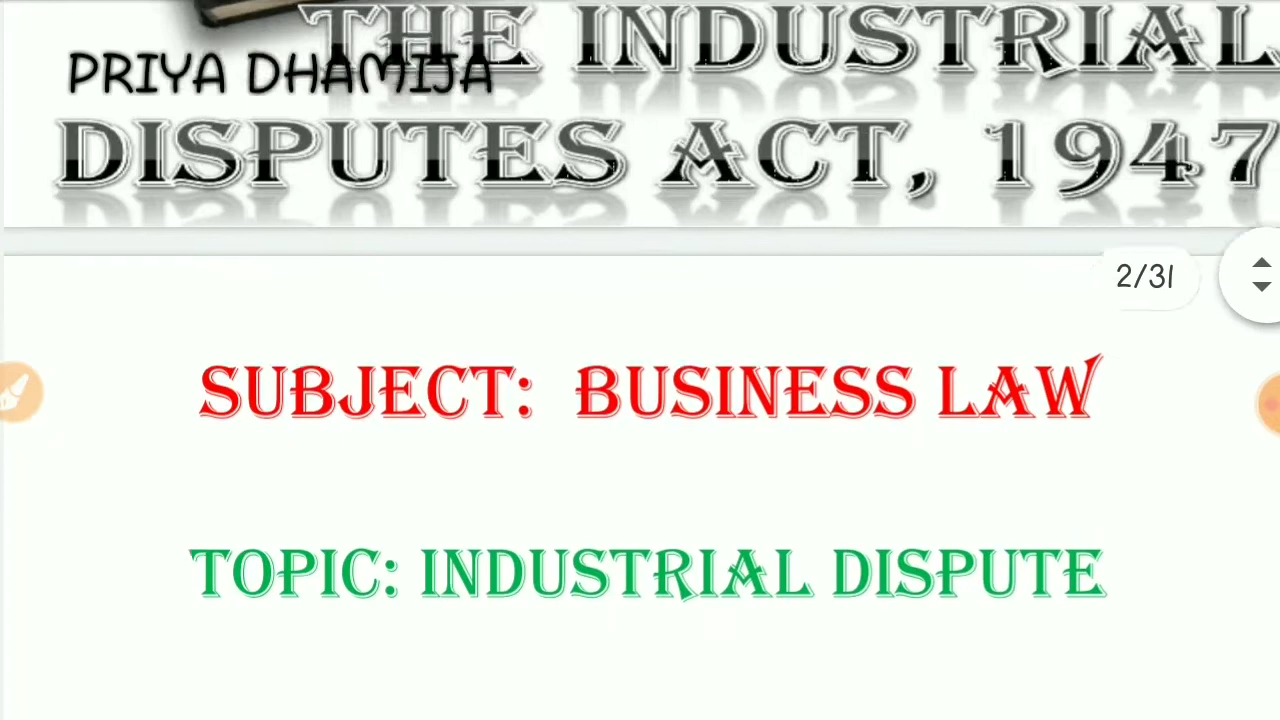 THE INDUSTRIAL
PRIYA DHAMIJA
DISPUTES ACT, 1947
2/31
SUBJECT: BUSINESS LAW
TOPIC: INDUSTRIAL DISPUTE